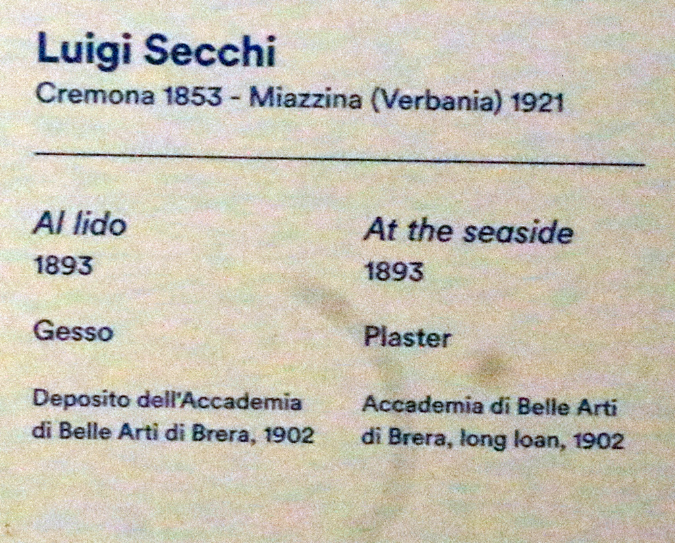 Luigi Secchi
Cremona 1853 - Miazzina (Verbania) 1921
Al lido
1893
Gesso
Deposito dell'Accademia
di Belle Arti di Brera, 1902
At the seaside
1893
Plaster
Accademia di Belle Arti
di Brera, long loan, 1902